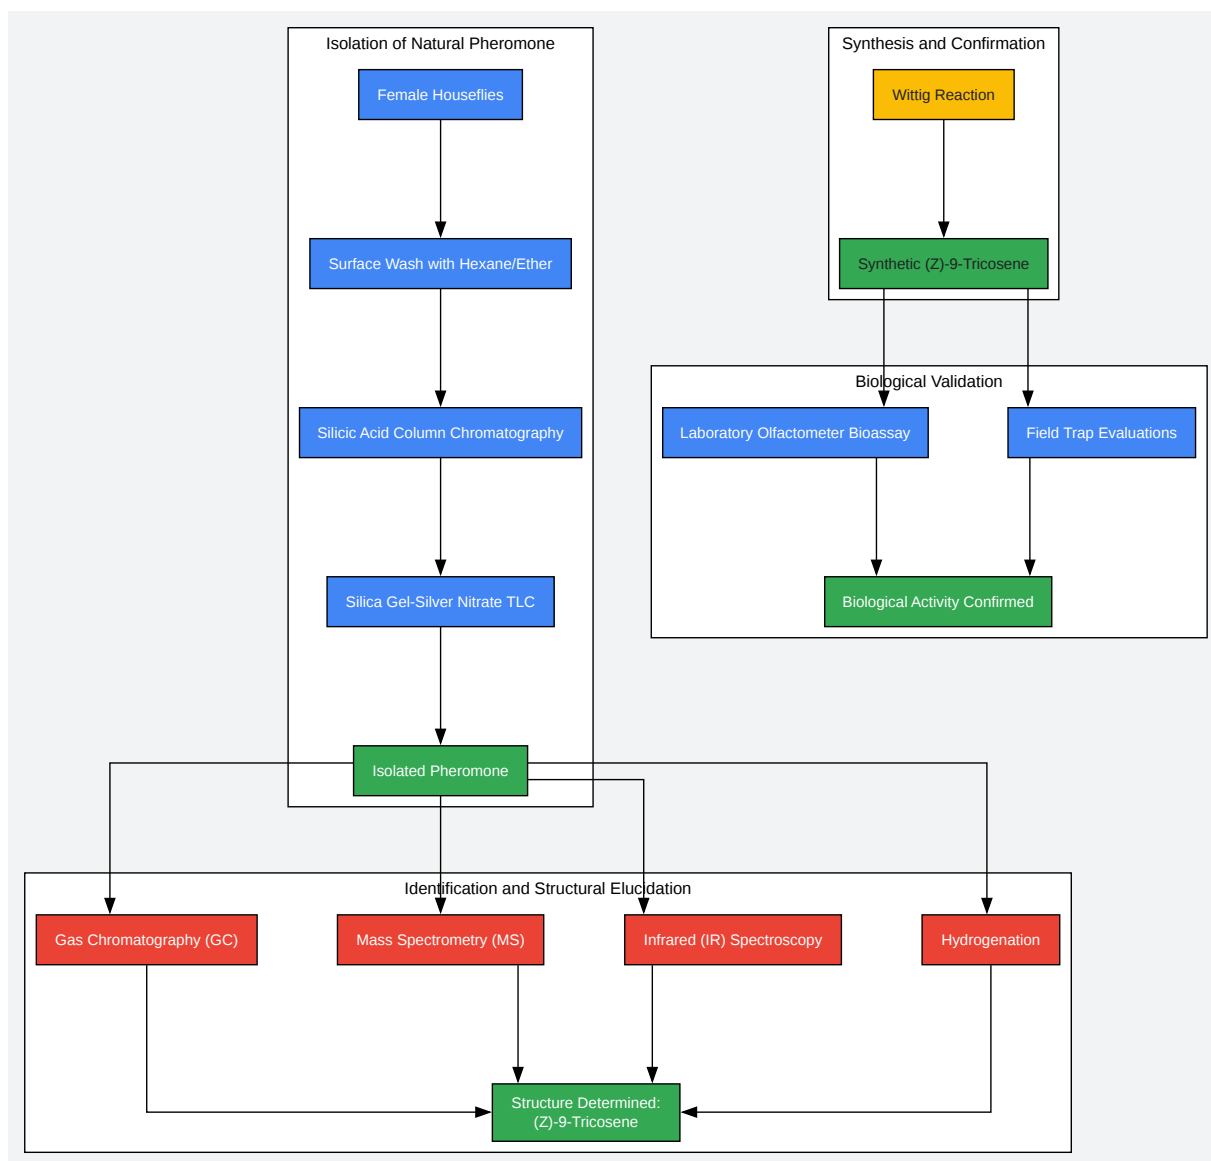 Isolation of Natural Pheromone
Female Houseflies
Surface Wash with Hexane/Ether
Silicic Acid Column Chromatography
Silica Gel-Silver Nitrate TLC
Isolated Pheromone
Synthesis and Confirmation
Wittig Reaction
Synthetic (Z)-9-Tricosene
Biological Validation
Laboratory Olfactometer Bioassay
Field Trap Evaluations
Biological Activity Confirmed
Identification and Structural Elucidation
Gas Chromatography (GC)
Mass Spectrometry (MS)
Infrared (IR) Spectroscopy
Hydrogenation
Structure Determined:
(Z)-9-Tricosene